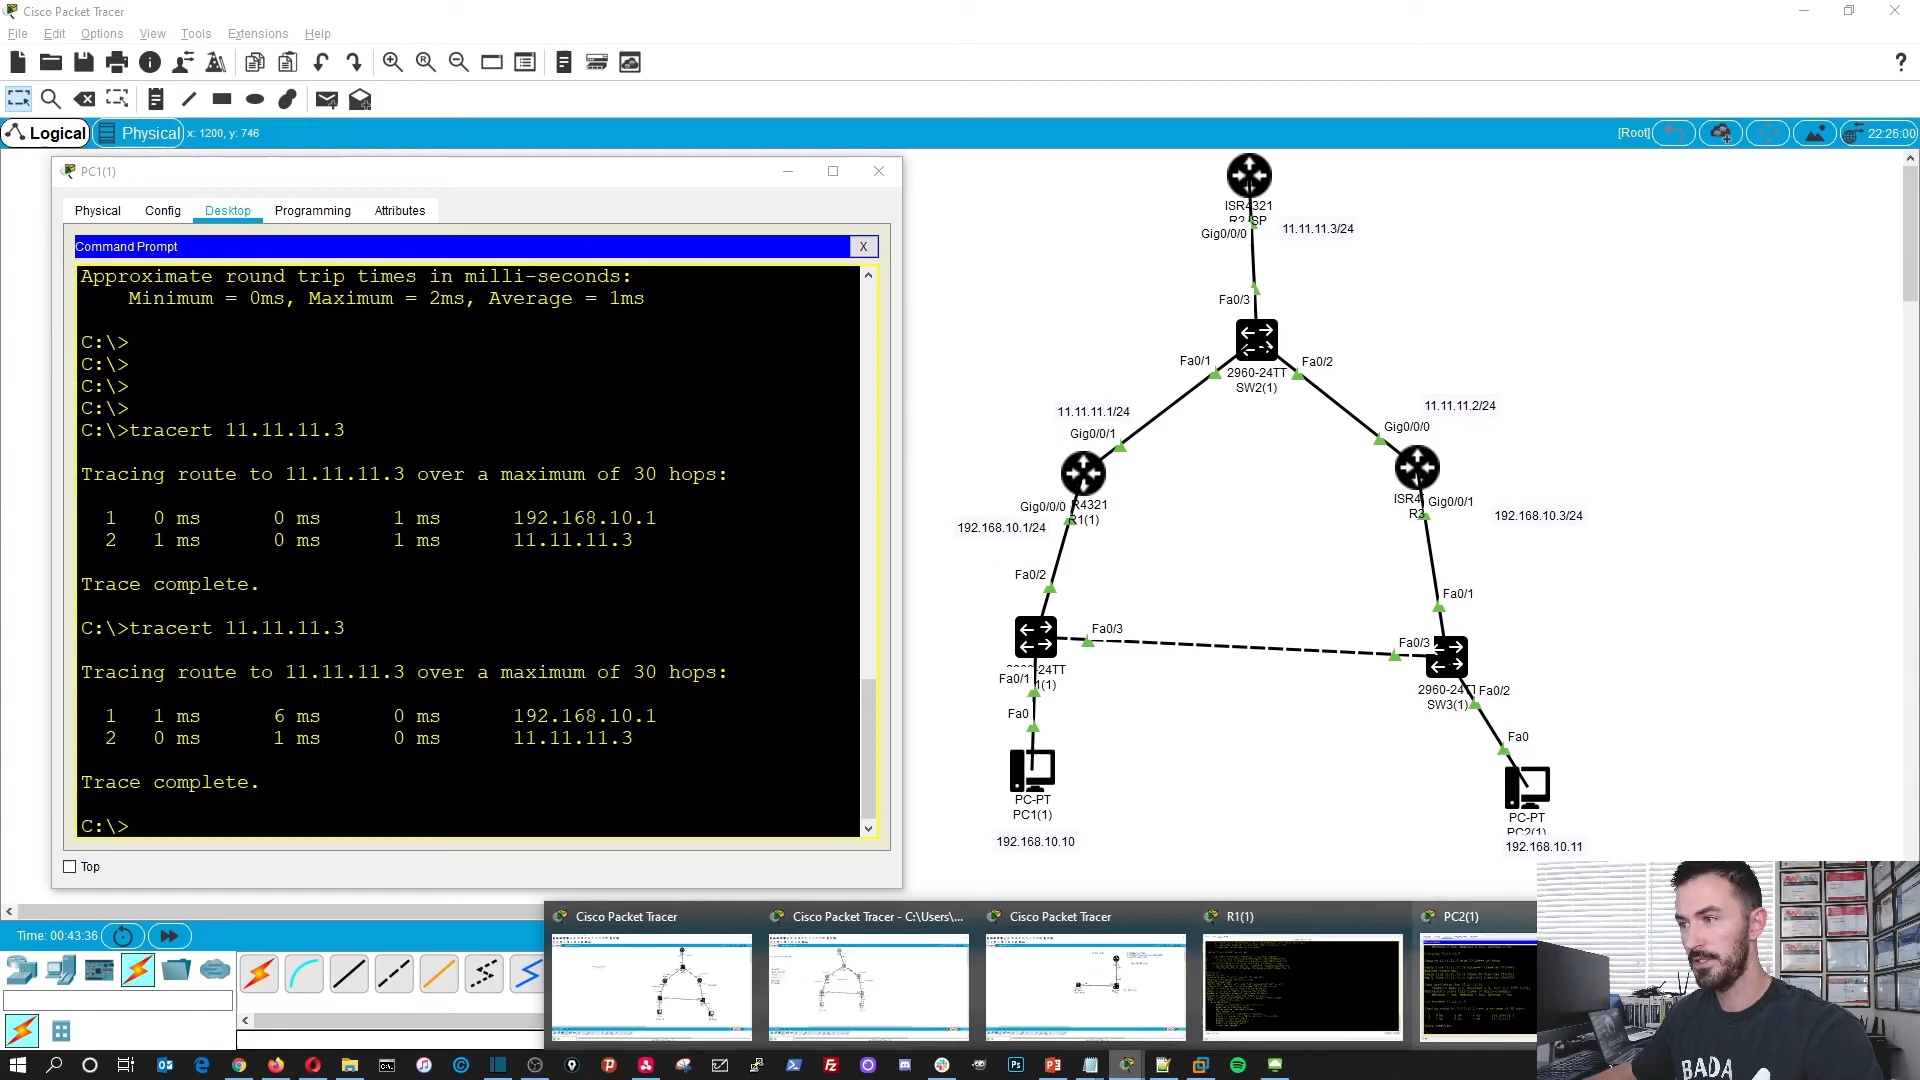 Cisco Packet Tracer
File Edit Options View Tools Extensions Help
Logical Physical x: 1200, y: 746
[Root] 22:26:00
PC1(1)
Physical Config Desktop Programming Attributes
Command Prompt X
Approximate round trip times in milli-seconds:
Minimum = 0ms, Maximum = 2ms, Average = 1ms
C:\>
C:\>
C:\>
C:\>
C:\>tracert 11.11.11.3
Tracing route to 11.11.11.3 over a maximum of 30 hops:
1 0 ms 0 ms 1 ms 192.168.10.1
2 1 ms 0 ms 1 ms 11.11.11.3
Trace complete.
C:\>tracert 11.11.11.3
Tracing route to 11.11.11.3 over a maximum of 30 hops:
1 1 ms 6 ms 0 ms 192.168.10.1
2 0 ms 1 ms 0 ms 11.11.11.3
Trace complete.
C:\>
Top
ISR4321
Gig0/0/0
11.11.11.3/24
Fa0/3
Fa0/1
Fa0/2
2960-24TT
SW2(1)
11.11.11.1/24
11.11.11.2/24
Gig0/0/1
Gig0/0/0
Gig0/0/0
R4321
R1(1)
192.168.10.1/24
ISR4
R3
Gig0/0/1
192.168.10.3/24
Fa0/2
Fa0/1
Fa0/3
Fa0/3
-24TT
1(1)
Fa0/1
2960-24T
SW3(1)
Fa0/2
Fa0
Fa0
PC-PT
PC1(1)
192.168.10.10
PC-PT
PC2(1)
192.168.10.11
Time: 00:43:36
Cisco Packet Tracer
Cisco Packet Tracer - C:\Users\...
Cisco Packet Tracer
R1(1)
PC2(1)
BADA